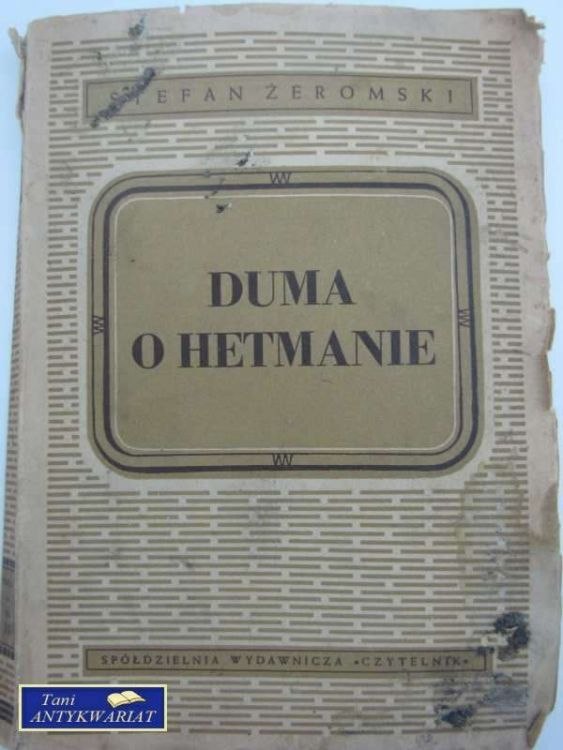 STEFAN ŻEROMSKI
DUMA
O HETMANIE
SPÓŁDZIELNIA WYDAWNICZA «CZYTELNIK»
Tani
ANTYKWARIAT